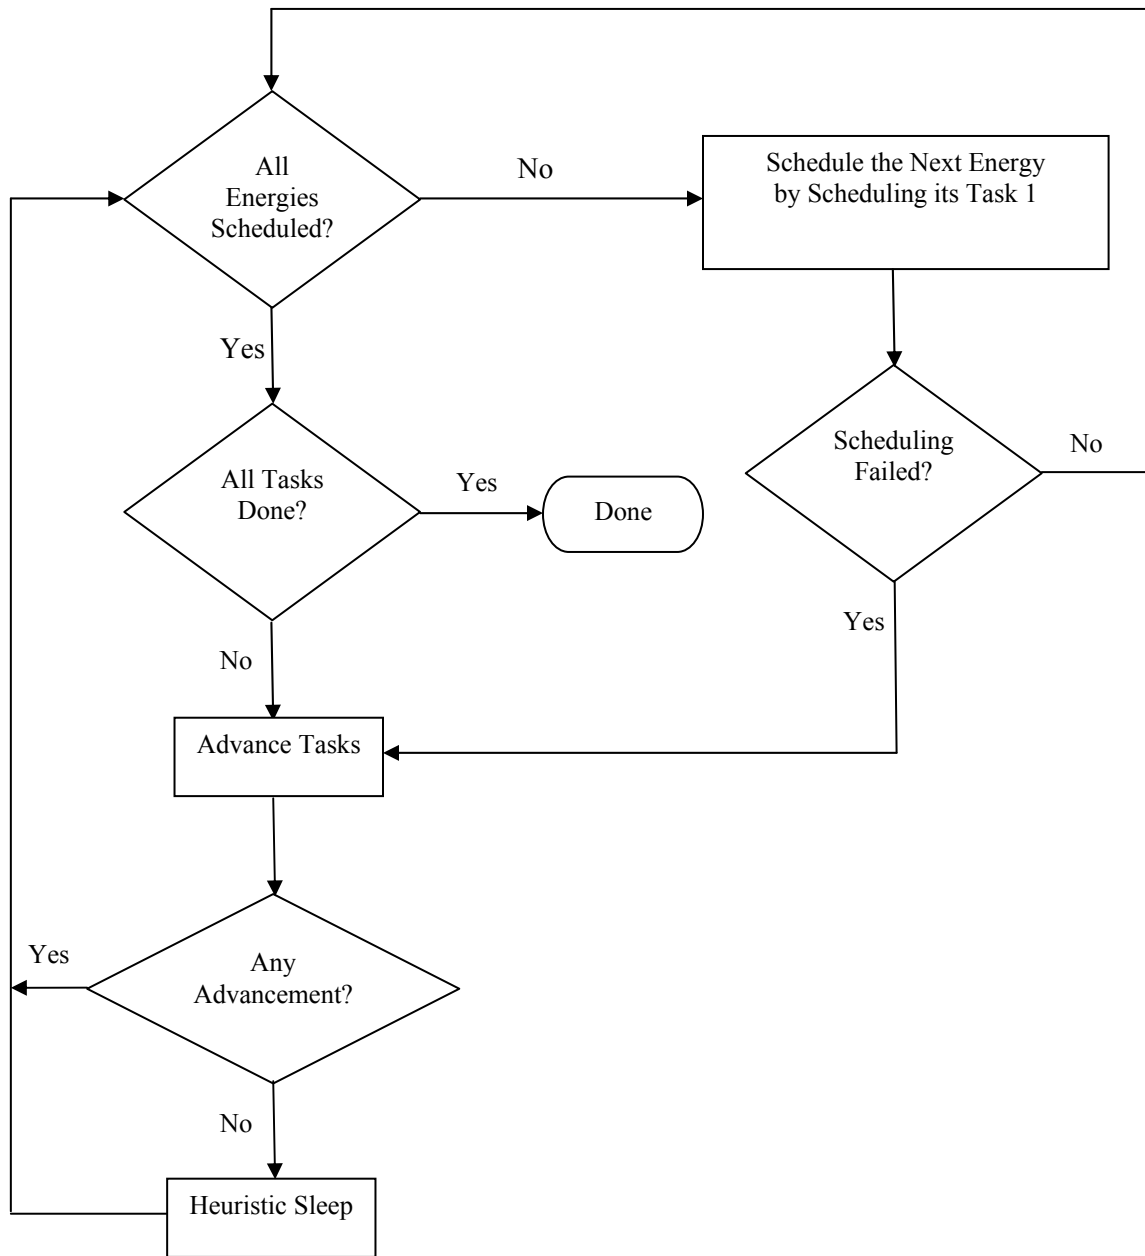 All
Energies
Scheduled?
No
Schedule the Next Energy
by Scheduling its Task 1
Yes
Scheduling
Failed?
No
All Tasks
Done?
Yes
Done
Yes
No
Advance Tasks
Yes
Any
Advancement?
No
Heuristic Sleep